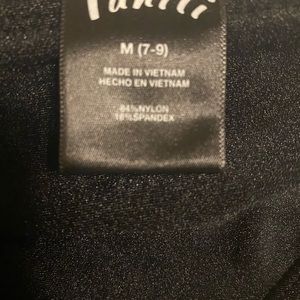 M (7-9)
MADE IN VIETNAM
HECHO EN VIETNAM
84%NYLON
16%SPANDEX